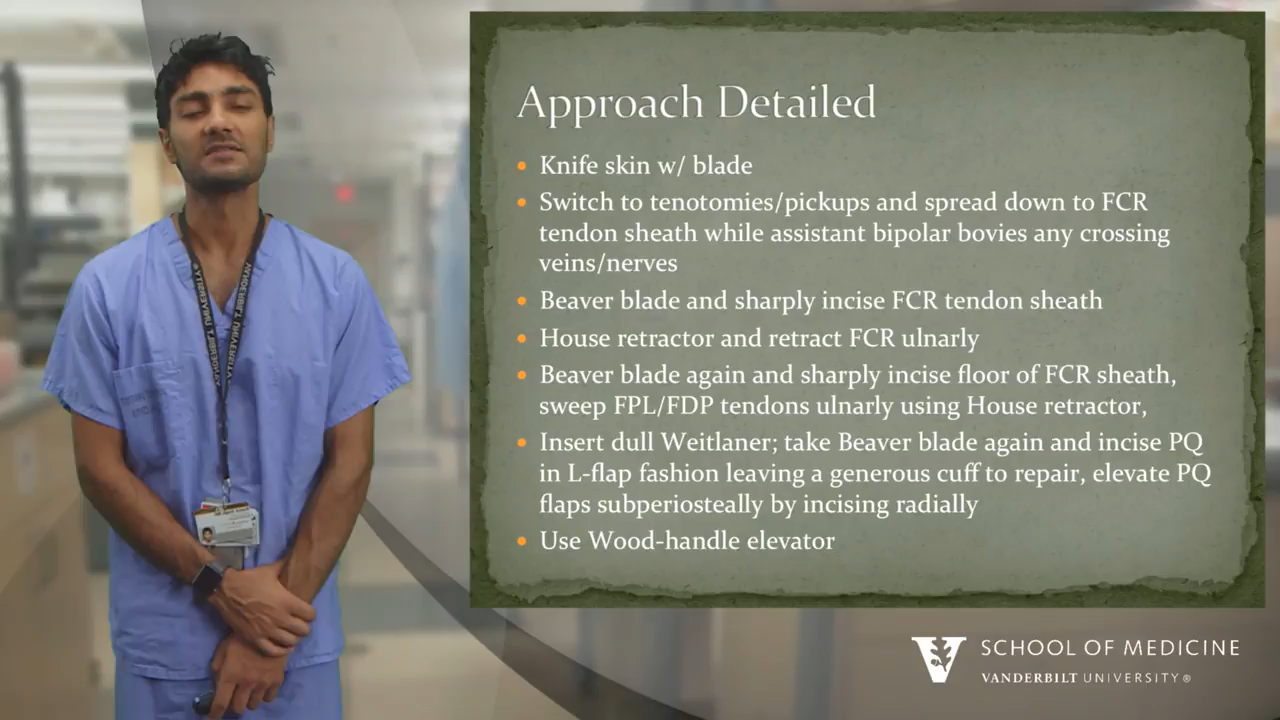 Approach Detailed
• Knife skin w/ blade
• Switch to tenotomies/pickups and spread down to FCR
tendon sheath while assistant bipolar bovies any crossing
veins/nerves
• Beaver blade and sharply incise FCR tendon sheath
• House retractor and retract FCR ulnarly
• Beaver blade again and sharply incise floor of FCR sheath,
sweep FPL/FDP tendons ulnarly using House retractor,
• Insert dull Weitlaner; take Beaver blade again and incise PQ
in L-flap fashion leaving a generous cuff to repair, elevate PQ
flaps subperiosteally by incising radially
• Use Wood-handle elevator
VANDERBILT UNIVERSITY
V SCHOOL OF MEDICINE
VANDERBILT UNIVERSITY®